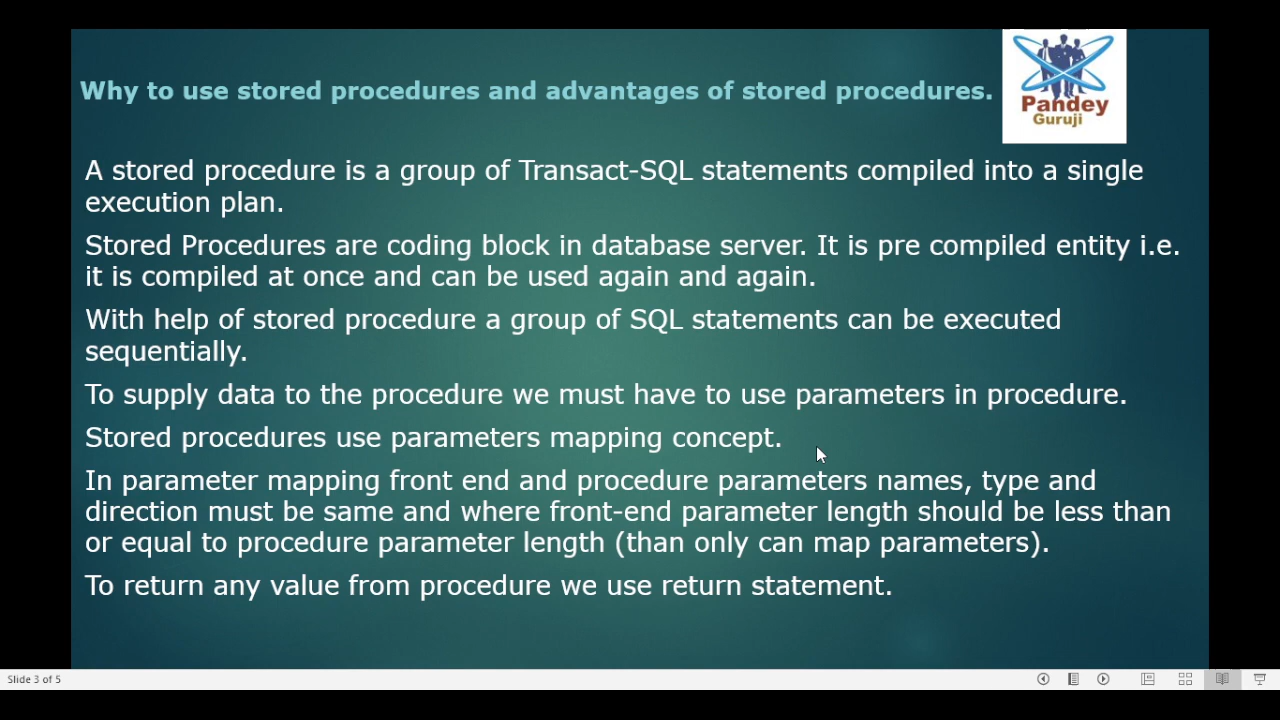 Why to use stored procedures and advantages of stored procedures.
Pandey
Guruji
A stored procedure is a group of Transact-SQL statements compiled into a single
execution plan.
Stored Procedures are coding block in database server. It is pre compiled entity i.e.
it is compiled at once and can be used again and again.
With help of stored procedure a group of SQL statements can be executed
sequentially.
To supply data to the procedure we must have to use parameters in procedure.
Stored procedures use parameters mapping concept.
In parameter mapping front end and procedure parameters names, type and
direction must be same and where front-end parameter length should be less than
or equal to procedure parameter length (than only can map parameters).
To return any value from procedure we use return statement.
Slide 3 of 5